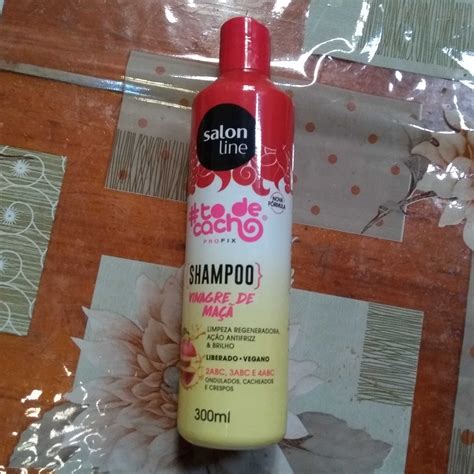 salon
line
NOVA
FÓRMULA
#to de
cacho®
PROFIX
SHAMPOO}
VINAGRE DE
MAÇÃ
LIMPEZA REGENERADORA,
AÇÃO ANTIFRIZZ
& BRILHO
LIBERADO • VEGANO
2ABC, 3ABC E 4ABC
ONDULADOS, CACHEADOS
E CRESPOS
300ml